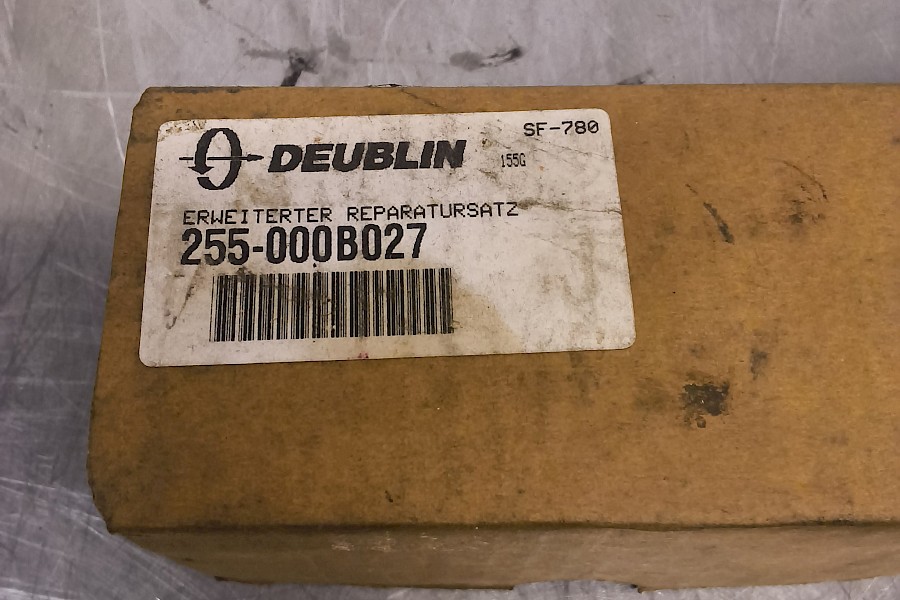 SF-780
DEUBLIN 155G
ERWEITERTER REPARATURSATZ
255-000B027